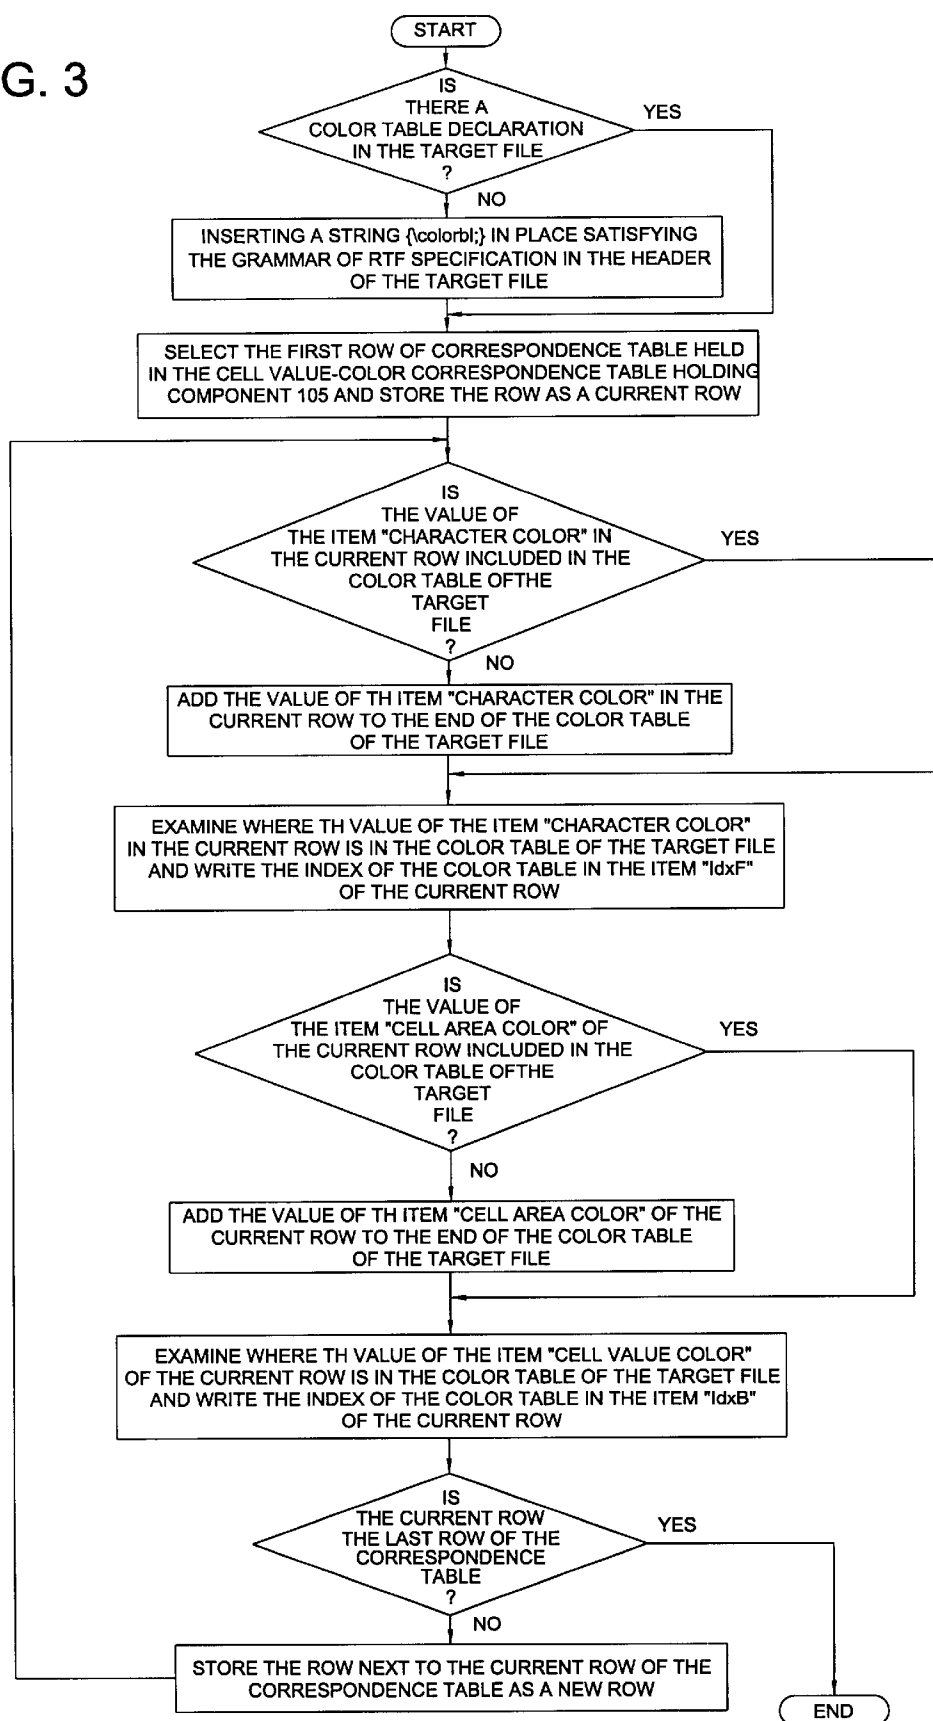 START
G. 3
IS
THERE A
COLOR TABLE DECLARATION
IN THE TARGET FILE
?
YES
NO
INSERTING A STRING {\colorbl;} IN PLACE SATISFYING
THE GRAMMAR OF RTF SPECIFICATION IN THE HEADER
OF THE TARGET FILE
SELECT THE FIRST ROW OF CORRESPONDENCE TABLE HELD
IN THE CELL VALUE-COLOR CORRESPONDENCE TABLE HOLDING
COMPONENT 105 AND STORE THE ROW AS A CURRENT ROW
IS
THE VALUE OF
THE ITEM "CHARACTER COLOR" IN
THE CURRENT ROW INCLUDED IN THE
COLOR TABLE OFTHE
TARGET
FILE
?
YES
NO
ADD THE VALUE OF TH ITEM "CHARACTER COLOR" IN THE
CURRENT ROW TO THE END OF THE COLOR TABLE
OF THE TARGET FILE
EXAMINE WHERE TH VALUE OF THE ITEM "CHARACTER COLOR"
IN THE CURRENT ROW IS IN THE COLOR TABLE OF THE TARGET FILE
AND WRITE THE INDEX OF THE COLOR TABLE IN THE ITEM "IdxF"
OF THE CURRENT ROW
IS
THE VALUE OF
THE ITEM "CELL AREA COLOR" OF
THE CURRENT ROW INCLUDED IN THE
COLOR TABLE OFTHE
TARGET
FILE
?
YES
NO
ADD THE VALUE OF TH ITEM "CELL AREA COLOR" OF THE
CURRENT ROW TO THE END OF THE COLOR TABLE
OF THE TARGET FILE
EXAMINE WHERE TH VALUE OF THE ITEM "CELL VALUE COLOR"
OF THE CURRENT ROW IS IN THE COLOR TABLE OF THE TARGET FILE
AND WRITE THE INDEX OF THE COLOR TABLE IN THE ITEM "IdxB"
OF THE CURRENT ROW
IS
THE CURRENT ROW
THE LAST ROW OF THE
CORRESPONDENCE
TABLE
?
YES
NO
STORE THE ROW NEXT TO THE CURRENT ROW OF THE
CORRESPONDENCE TABLE AS A NEW ROW
END